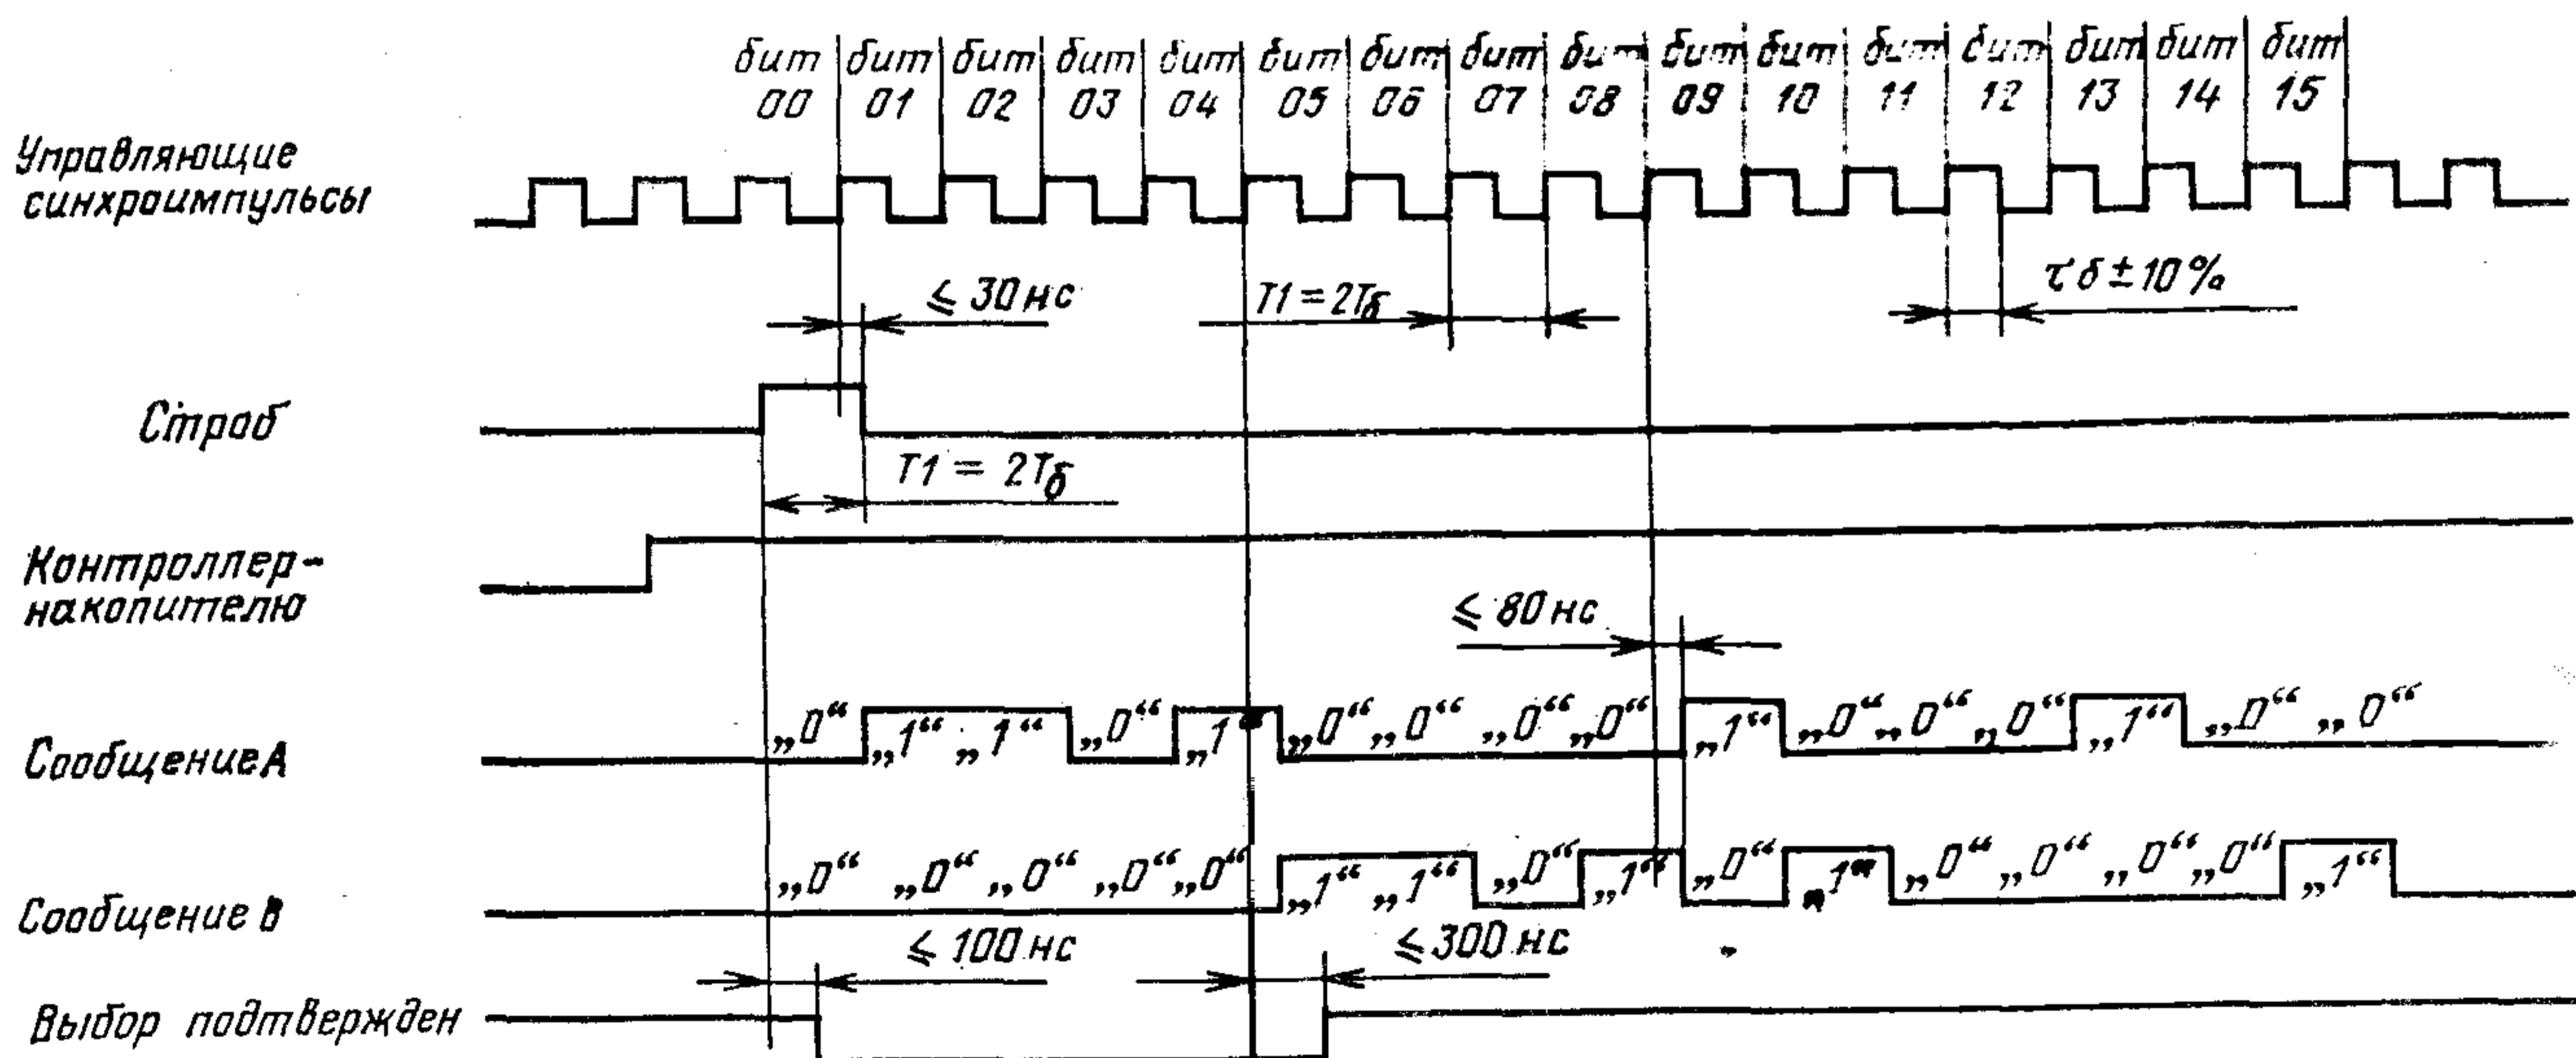 бит бит бит бит бит бит бит бит бит бит бит бит бит бит бит бит
00 01 02 03 04 05 06 07 08 09 10 11 12 13 14 15
Управляющие
синхроимпульсы
≤ 30 нс
T1 = 2Tб
τб ± 10%
Строб
T1 = 2Tб
Контроллер-
накопителю
≤ 80 нс
Сообщение А
„0“ „1“ „1“ „0“ „1“ „0“ „0“ „0“ „0“ „1“ „0“ „0“ „0“ „1“ „0“ „0“
Сообщение В
„0“ „0“ „0“ „0“ „0“ „1“ „1“ „0“ „1“ „0“ „1“ „0“ „0“ „0“ „0“ „1“
≤ 100 нс
≤ 300 нс
Выбор подтвержден